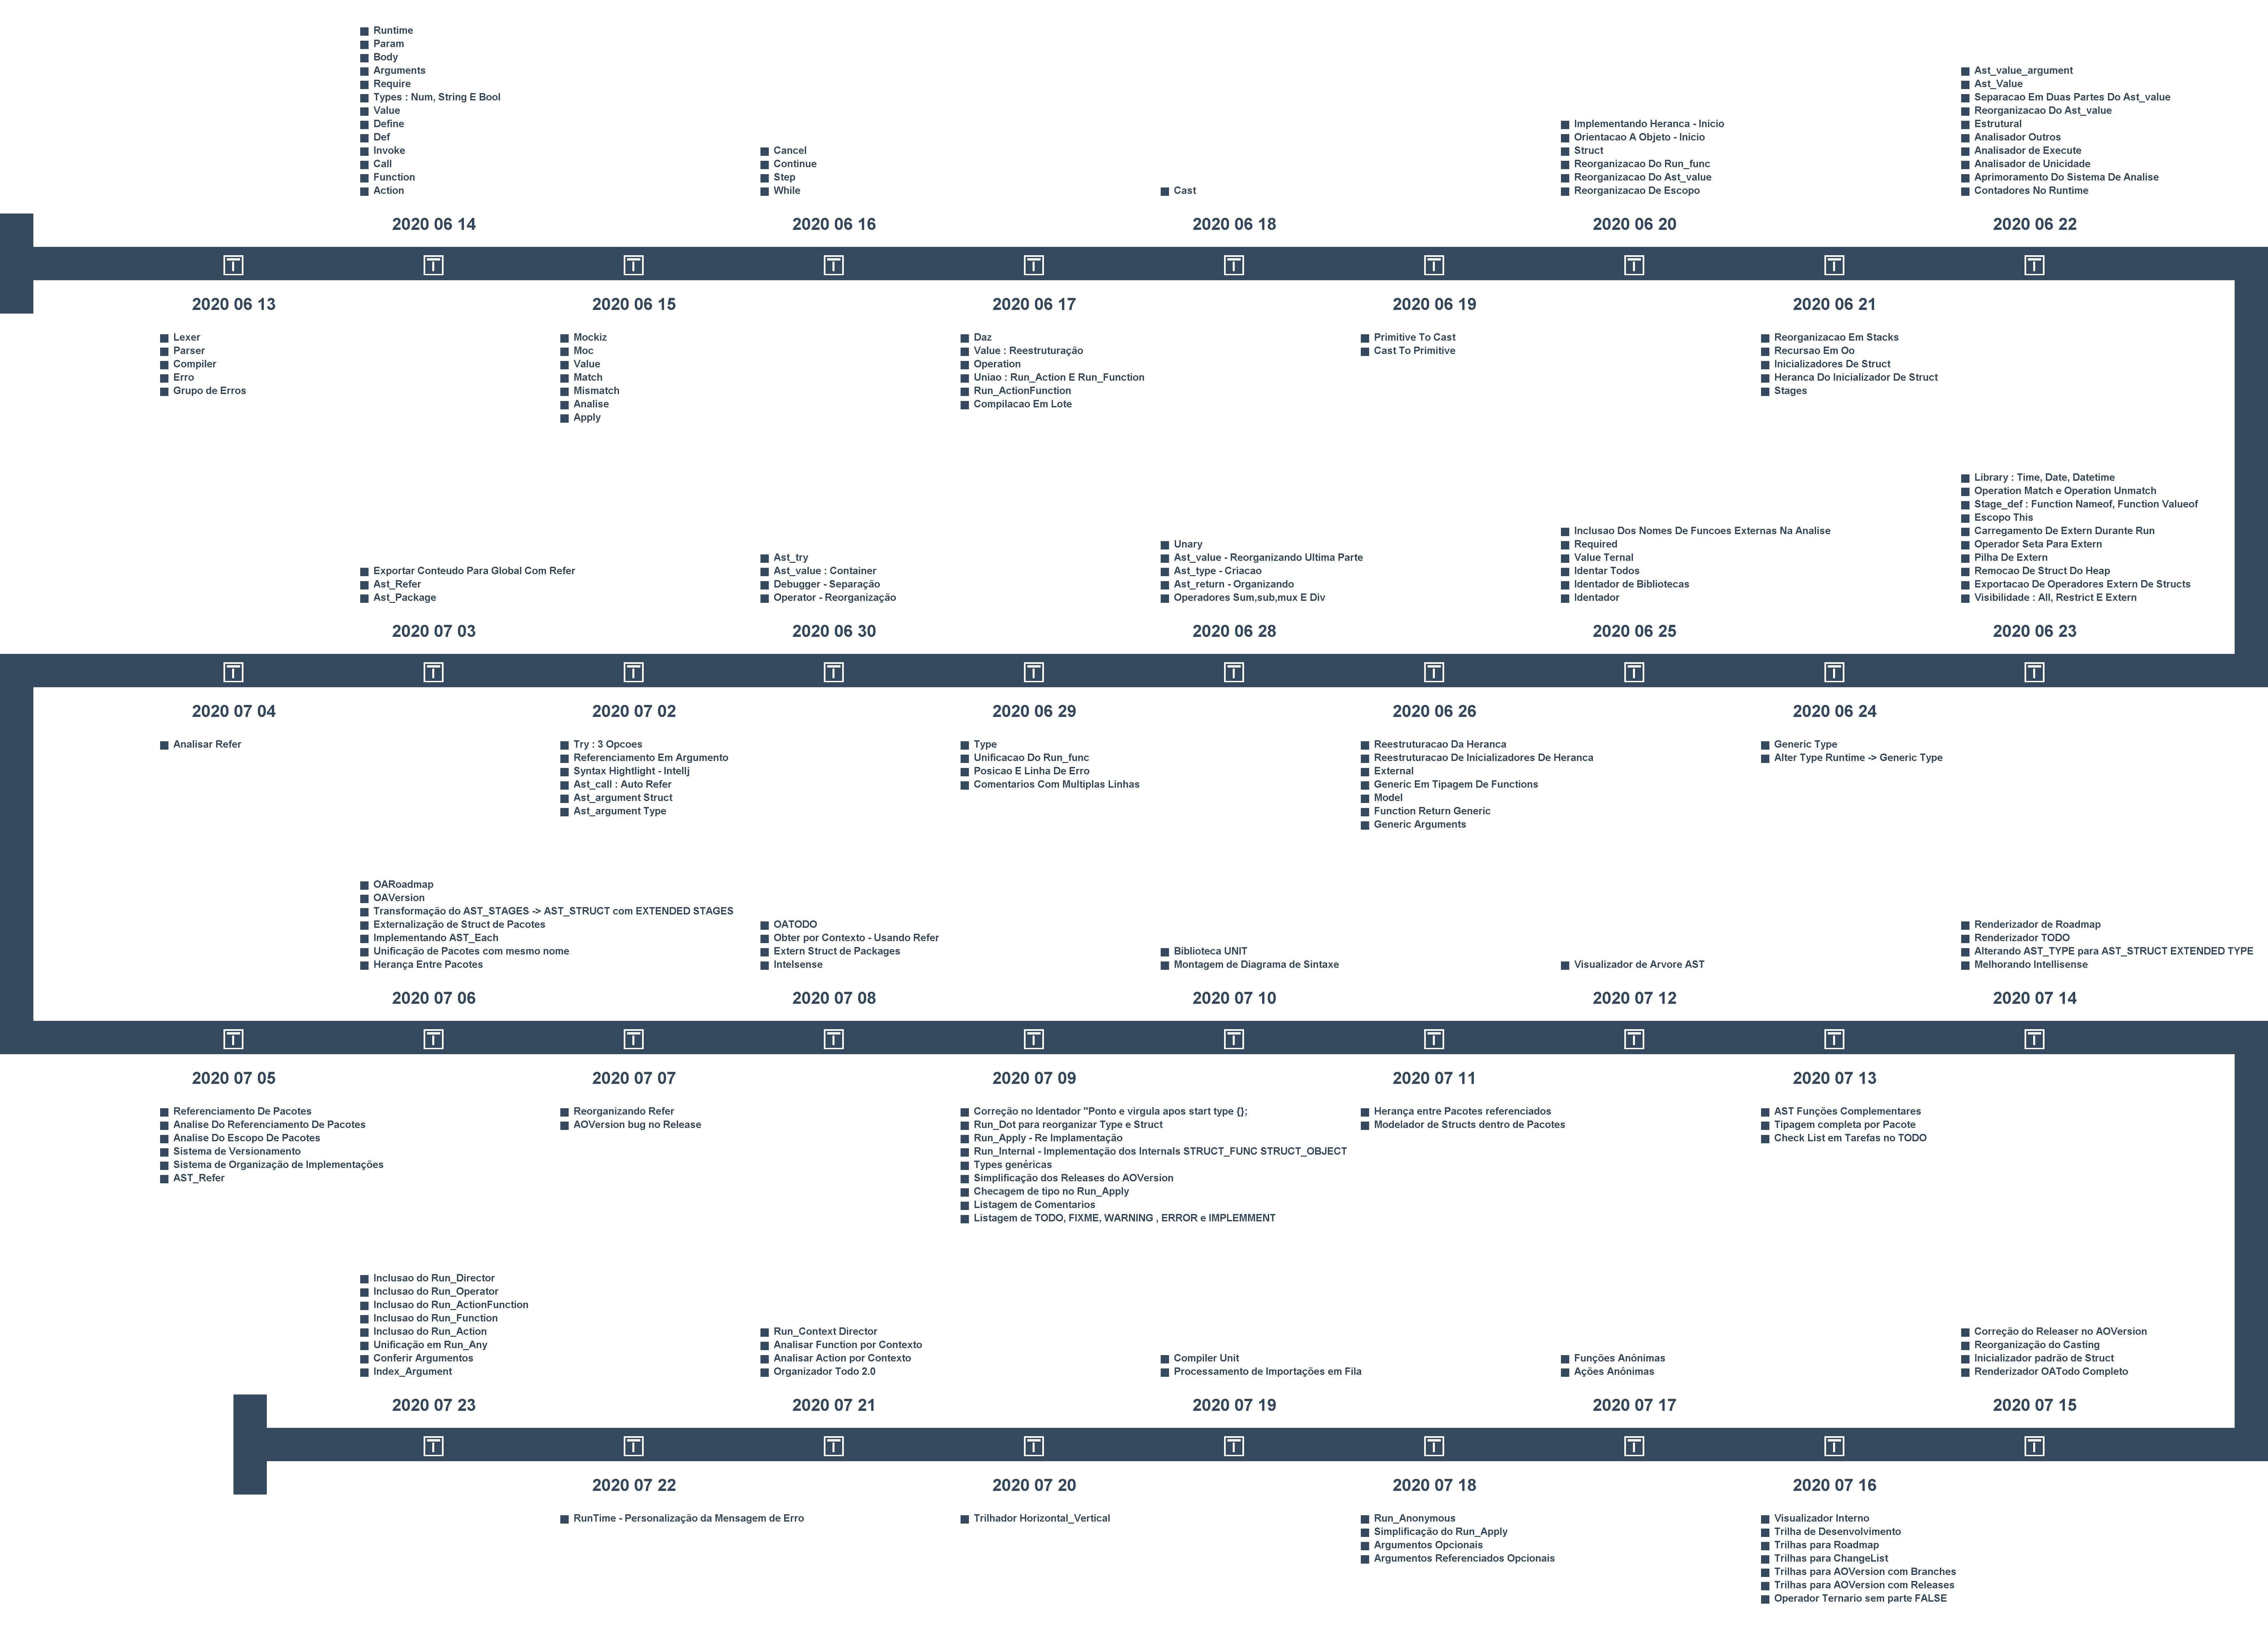 Runtime
Param
Body
Arguments
Require
Types : Num, String E Bool
Value
Define
Def
Invoke
Call
Function
Action
2020 06 14
Cancel
Continue
Step
While
2020 06 16
Cast
2020 06 18
Implementando Heranca - Inicio
Orientacao A Objeto - Inicio
Struct
Reorganizacao Do Run_func
Reorganizacao Do Ast_value
Reorganizacao De Escopo
2020 06 20
Ast_value_argument
Ast_Value
Separacao Em Duas Partes Do Ast_value
Reorganizacao Do Ast_value
Estrutural
Analisador Outros
Analisador de Execute
Analisador de Unicidade
Aprimoramento Do Sistema De Analise
Contadores No Runtime
2020 06 22
2020 06 13
Lexer
Parser
Compiler
Erro
Grupo de Erros
2020 06 15
Mockiz
Moc
Value
Match
Mismatch
Analise
Apply
2020 06 17
Daz
Value : Reestruturação
Operation
Uniao : Run_Action E Run_Function
Run_ActionFunction
Compilacao Em Lote
2020 06 19
Primitive To Cast
Cast To Primitive
2020 06 21
Reorganizacao Em Stacks
Recursao Em Oo
Inicializadores De Struct
Heranca Do Inicializador De Struct
Stages
Exportar Conteudo Para Global Com Refer
Ast_Refer
Ast_Package
2020 07 03
Ast_try
Ast_value : Container
Debugger - Separação
Operator - Reorganização
2020 06 30
Unary
Ast_value - Reorganizando Ultima Parte
Ast_type - Criacao
Ast_return - Organizando
Operadores Sum,sub,mux E Div
2020 06 28
Inclusao Dos Nomes De Funcoes Externas Na Analise
Required
Value Ternal
Identar Todos
Identador de Bibliotecas
Identador
2020 06 25
Library : Time, Date, Datetime
Operation Match e Operation Unmatch
Stage_def : Function Nameof, Function Valueof
Escopo This
Carregamento De Extern Durante Run
Operador Seta Para Extern
Pilha De Extern
Remocao De Struct Do Heap
Exportacao De Operadores Extern De Structs
Visibilidade : All, Restrict E Extern
2020 06 23
2020 07 04
Analisar Refer
2020 07 02
Try : 3 Opcoes
Referenciamento Em Argumento
Syntax Hightlight - Intellj
Ast_call : Auto Refer
Ast_argument Struct
Ast_argument Type
2020 06 29
Type
Unificacao Do Run_func
Posicao E Linha De Erro
Comentarios Com Multiplas Linhas
2020 06 26
Reestruturacao Da Heranca
Reestruturacao De Inicializadores De Heranca
External
Generic Em Tipagem De Functions
Model
Function Return Generic
Generic Arguments
2020 06 24
Generic Type
Alter Type Runtime -> Generic Type
OARoadmap
OAVersion
Transformação do AST_STAGES -> AST_STRUCT com EXTENDED STAGES
Externalização de Struct de Pacotes
Implementando AST_Each
Unificação de Pacotes com mesmo nome
Herança Entre Pacotes
2020 07 06
OATODO
Obter por Contexto - Usando Refer
Extern Struct de Packages
Intelsense
2020 07 08
Biblioteca UNIT
Montagem de Diagrama de Sintaxe
2020 07 10
Visualizador de Arvore AST
2020 07 12
Renderizador de Roadmap
Renderizador TODO
Alterando AST_TYPE para AST_STRUCT EXTENDED TYPE
Melhorando Intellisense
2020 07 14
2020 07 05
Referenciamento De Pacotes
Analise Do Referenciamento De Pacotes
Analise Do Escopo De Pacotes
Sistema de Versionamento
Sistema de Organização de Implementações
AST_Refer
2020 07 07
Reorganizando Refer
AOVersion bug no Release
2020 07 09
Correção no Identador "Ponto e virgula apos start type {};
Run_Dot para reorganizar Type e Struct
Run_Apply - Re Implamentação
Run_Internal - Implementação dos Internals STRUCT_FUNC STRUCT_OBJECT
Types genéricas
Simplificação dos Releases do AOVersion
Checagem de tipo no Run_Apply
Listagem de Comentarios
Listagem de TODO, FIXME, WARNING , ERROR e IMPLEMMENT
2020 07 11
Herança entre Pacotes referenciados
Modelador de Structs dentro de Pacotes
2020 07 13
AST Funções Complementares
Tipagem completa por Pacote
Check List em Tarefas no TODO
Inclusao do Run_Director
Inclusao do Run_Operator
Inclusao do Run_ActionFunction
Inclusao do Run_Function
Inclusao do Run_Action
Unificação em Run_Any
Conferir Argumentos
Index_Argument
2020 07 23
Run_Context Director
Analisar Function por Contexto
Analisar Action por Contexto
Organizador Todo 2.0
2020 07 21
Compiler Unit
Processamento de Importações em Fila
2020 07 19
Funções Anônimas
Ações Anônimas
2020 07 17
Correção do Releaser no AOVersion
Reorganização do Casting
Inicializador padrão de Struct
Renderizador OATodo Completo
2020 07 15
2020 07 22
RunTime - Personalização da Mensagem de Erro
2020 07 20
Trilhador Horizontal_Vertical
2020 07 18
Run_Anonymous
Simplificação do Run_Apply
Argumentos Opcionais
Argumentos Referenciados Opcionais
2020 07 16
Visualizador Interno
Trilha de Desenvolvimento
Trilhas para Roadmap
Trilhas para ChangeList
Trilhas para AOVersion com Branches
Trilhas para AOVersion com Releases
Operador Ternario sem parte FALSE